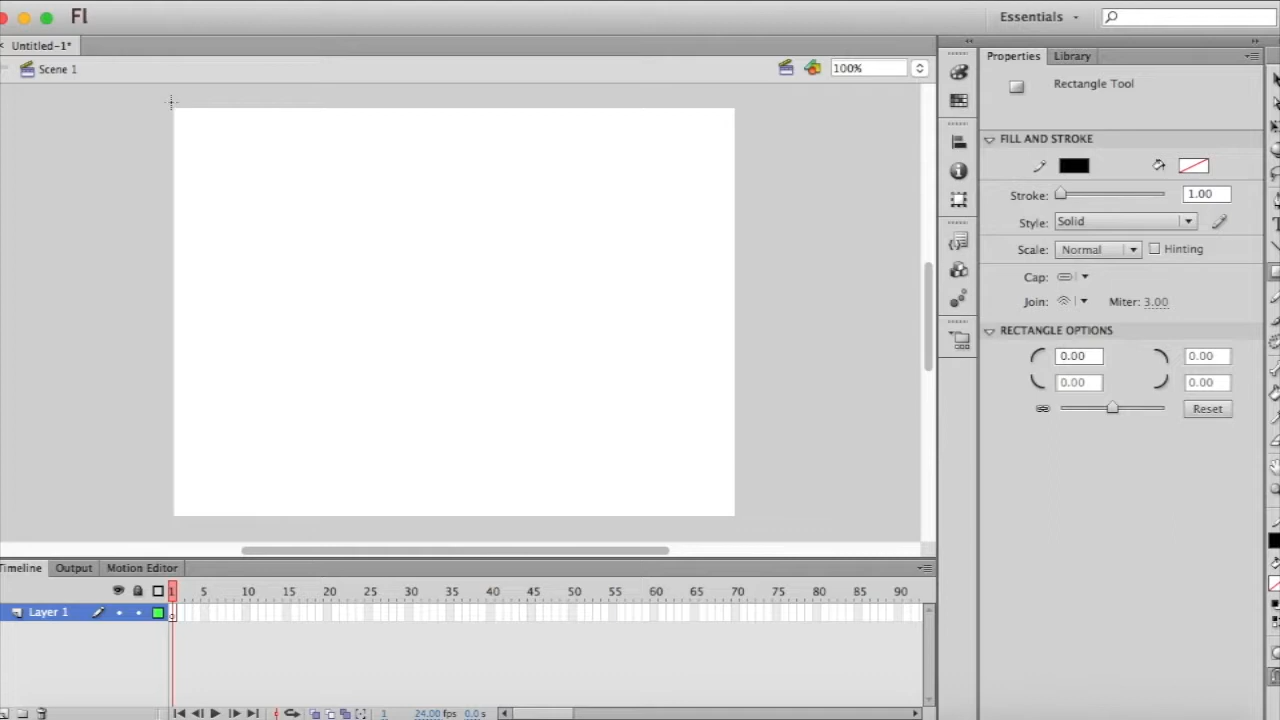 Fl
Essentials
Untitled-1*
Scene 1
100%
Properties
Library
Rectangle Tool
FILL AND STROKE
Stroke:
1.00
Style:
Solid
Scale:
Normal
Hinting
Cap:
Join:
Miter: 3.00
RECTANGLE OPTIONS
0.00
0.00
0.00
0.00
Reset
Timeline
Output
Motion Editor
1 5 10 15 20 25 30 35 40 45 50 55 60 65 70 75 80 85 90
Layer 1
1
24.00 fps
0.0 s